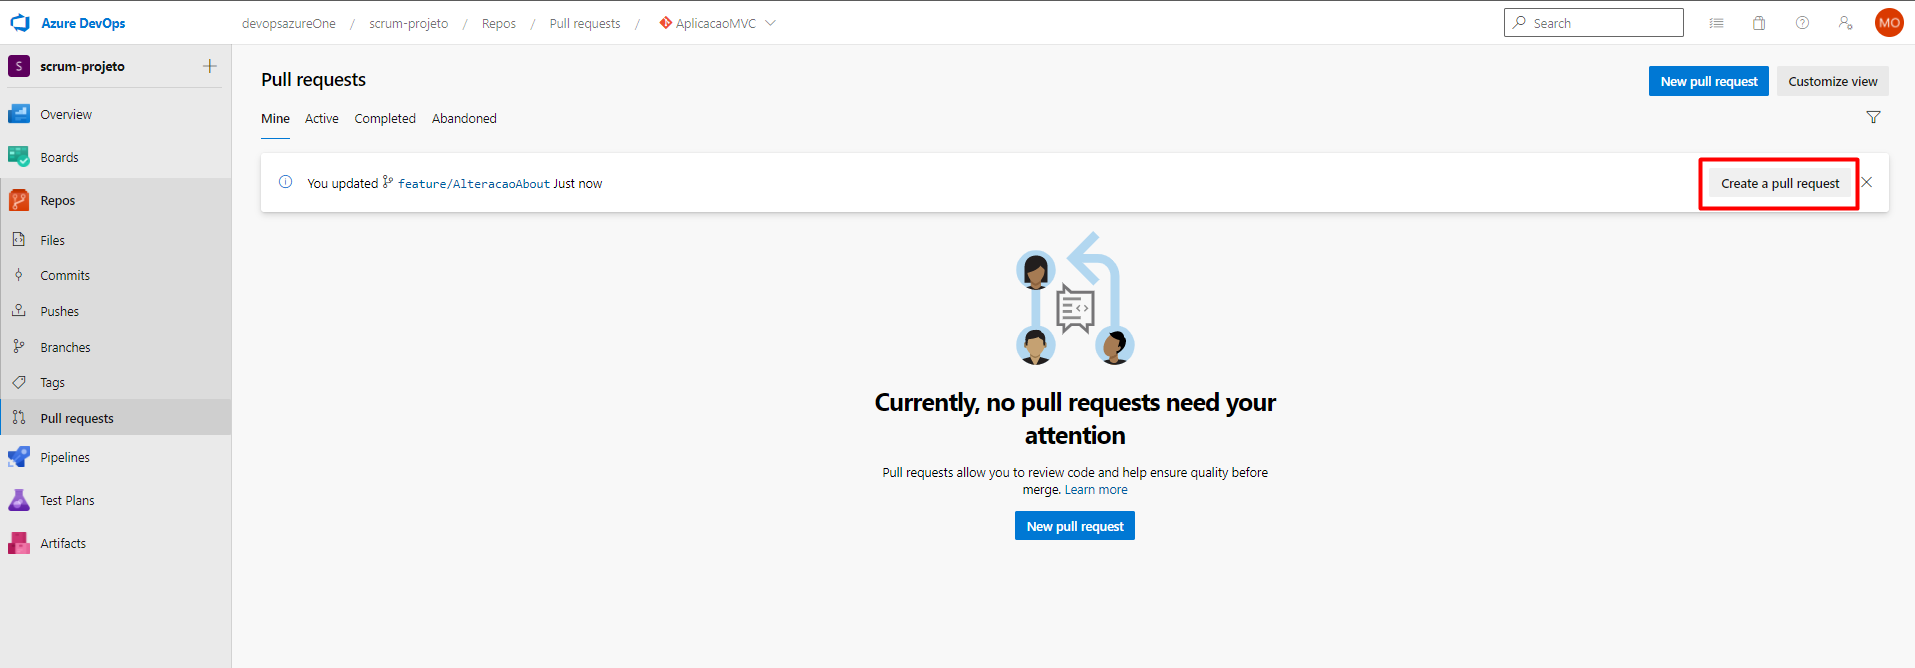 Azure DevOps
devopsazureOne / scrum-projeto / Repos / Pull requests / AplicacaoMVC
Search
MO
S scrum-projeto
Overview
Boards
Repos
Files
Commits
Pushes
Branches
Tags
Pull requests
Pipelines
Test Plans
Artifacts
Pull requests
New pull request
Customize view
Mine Active Completed Abandoned
You updated feature/AlteracaoAbout Just now
Create a pull request
Currently, no pull requests need your
attention
Pull requests allow you to review code and help ensure quality before
merge. Learn more
New pull request